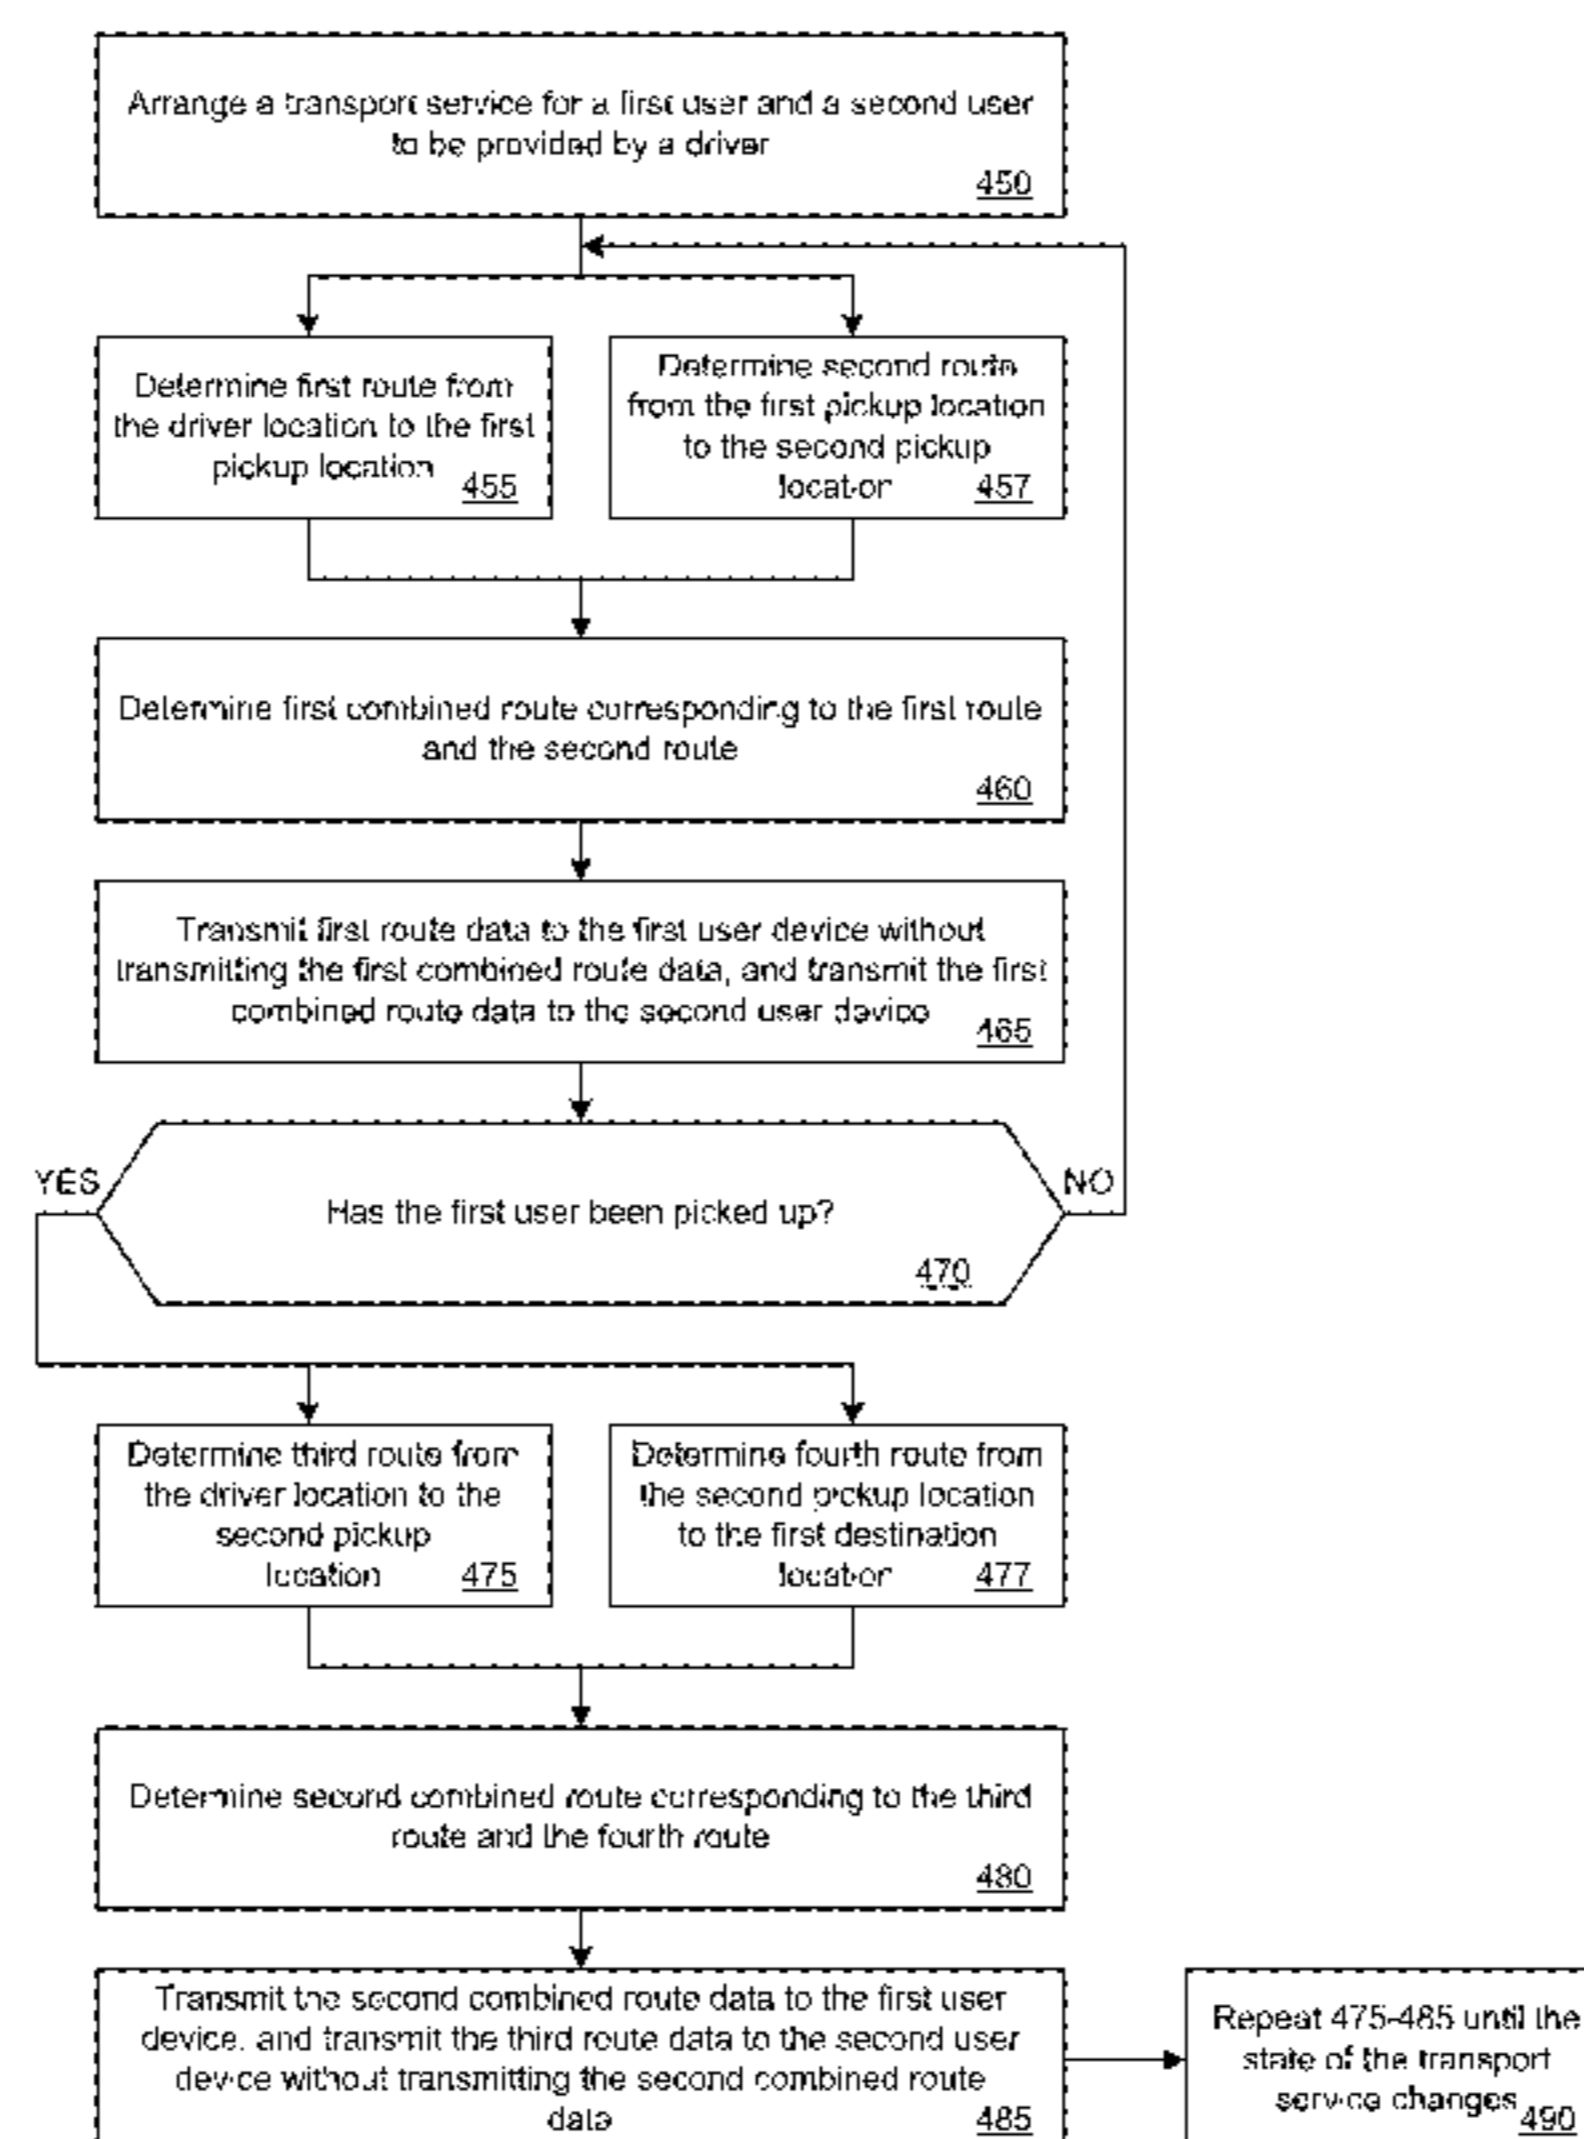 Arrange a transport service for a first user and a second user
to be provided by a driver
450
Determine first route from
the driver location to the first
pickup location
455
Determine second route
from the first pickup location
to the second pickup
location
457
Determine first combined route corresponding to the first route
and the second route
460
Transmit first route data to the first user device without
transmitting the first combined route data, and transmit the first
combined route data to the second user device
465
YES
NO
Has the first user been picked up?
470
Determine third route from
the driver location to the
second pickup
location
475
Determine fourth route from
the second pickup location
to the first destination
location
477
Determine second combined route corresponding to the third
route and the fourth route
480
Transmit the second combined route data to the first user
device, and transmit the third route data to the second user
device without transmitting the second combined route
data
485
Repeat 475-485 until the
state of the transport
service changes
490